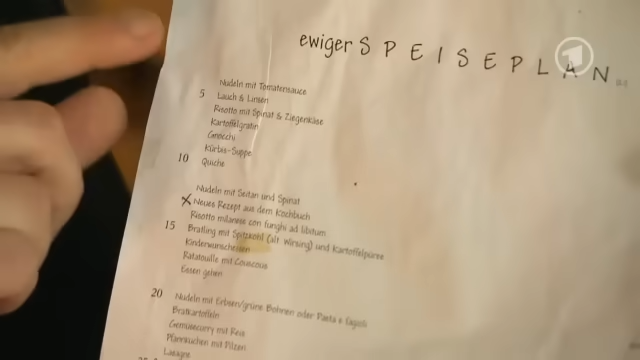 ewiger SPEISEPLAN
1
Nudeln mit Tomatensauce
5 Lauch & Linsen
Risotto mit Spinat & Ziegenkäse
Kartoffelgratin
Gnocchi
Kürbis-Suppe
10 Quiche
Nudeln mit Seitan und Spinat
X Neues Rezept aus dem Kochbuch
Risotto milanese con funghi ad libitum
15 Bratling mit Spitzkohl (alt. Wirsing) und Kartoffelpüree
Kinderwunschessen
Ratatouille mit Couscous
Essen gehen
20 Nudeln mit Erbsen/grüne Bohnen oder Pasta e fagioli
Bratkartoffeln
Gemüsecurry mit Reis
Pfannkuchen mit Pilzen
Lasagne